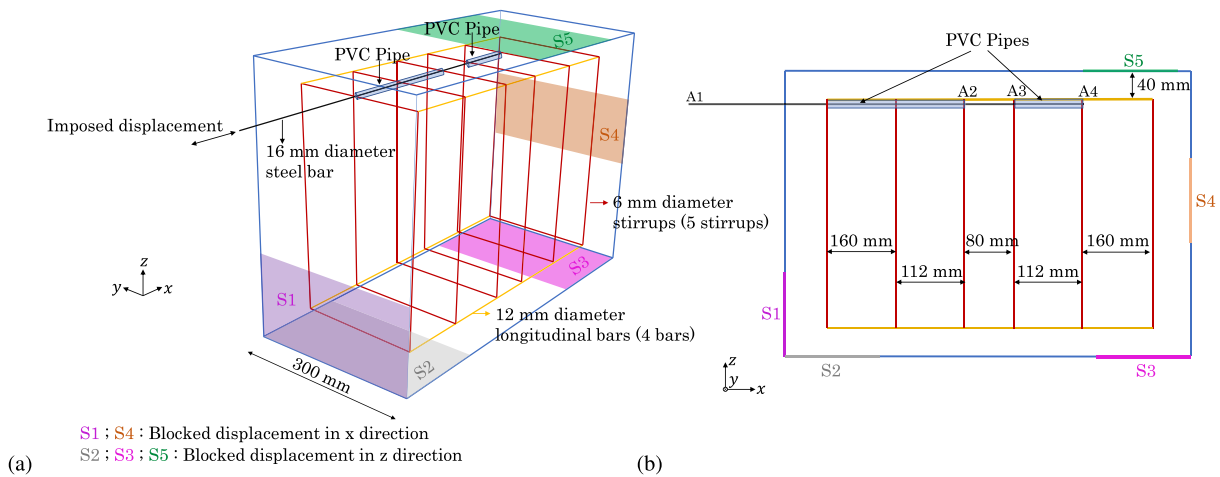 PVC Pipe
PVC Pipe
S5
Imposed displacement
16 mm diameter
steel bar
S4
6 mm diameter
stirrups (5 stirrups)
z
y
x
S3
S1
12 mm diameter
longitudinal bars (4 bars)
S2
300 mm
S1 ; S4 : Blocked displacement in x direction
S2 ; S3 ; S5 : Blocked displacement in z direction
(a)
PVC Pipes
S5
40 mm
A1
A2
A3
A4
S4
160 mm
80 mm
160 mm
112 mm
112 mm
S1
S2
S3
z
y
x
(b)